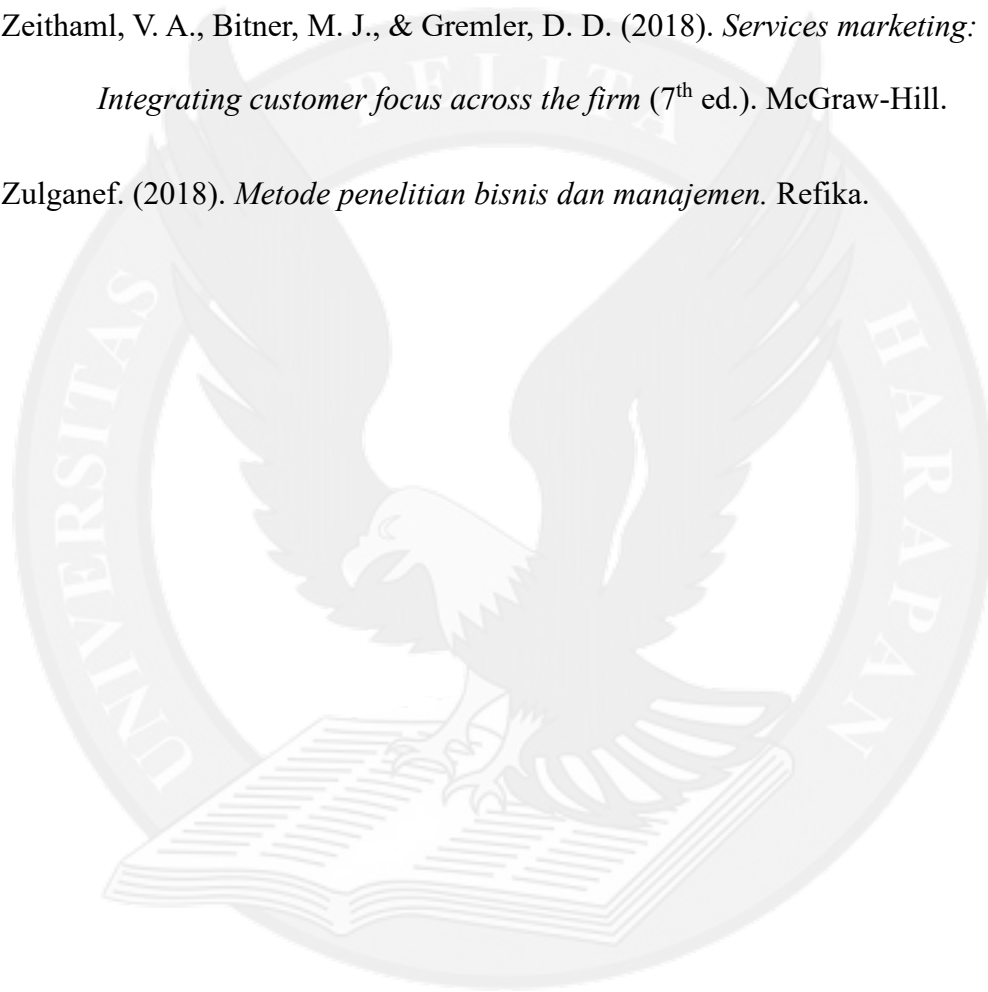 Zeithaml, V. A., Bitner, M. J., & Gremler, D. D. (2018). Services marketing:
Integrating customer focus across the firm (7th ed.). McGraw-Hill.
Zulganef. (2018). Metode penelitian bisnis dan manajemen. Refika.
UNIVERSITAS PELITA HARAPAN